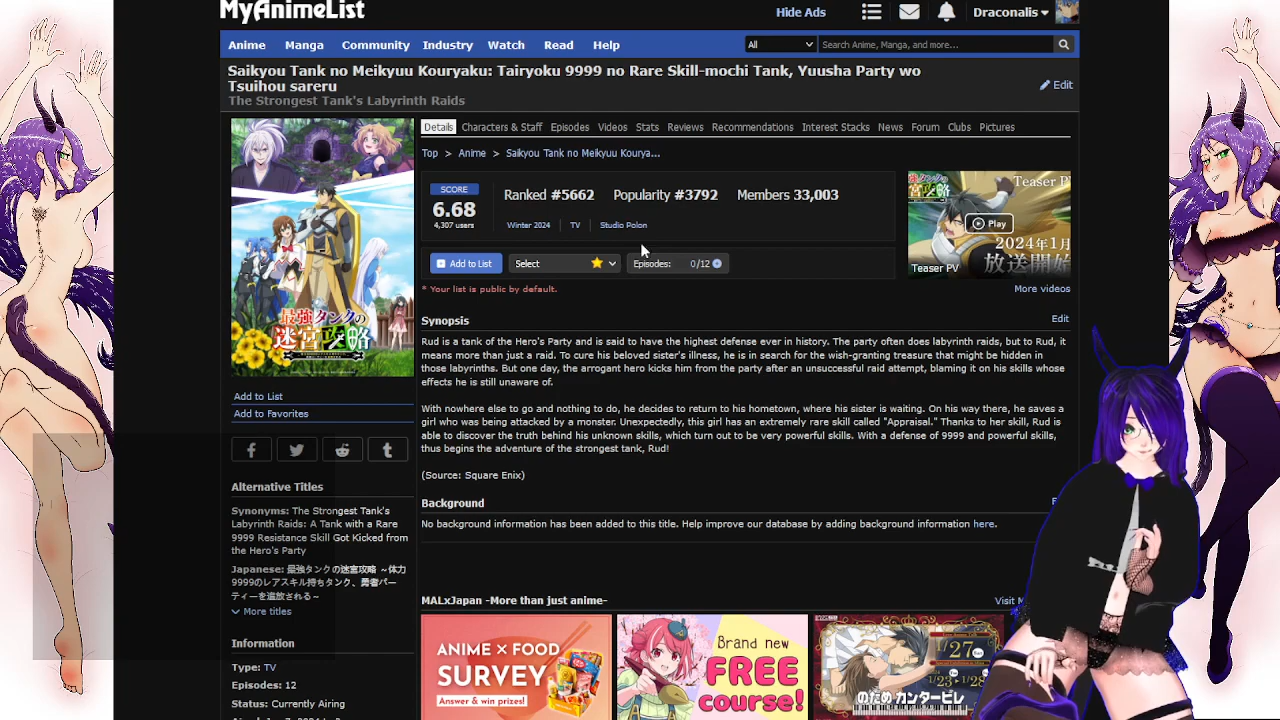 MyAnimeList
Hide Ads
Draconalis
Anime Manga Community Industry Watch Read Help
All
Search Anime, Manga, and more...
Saikyou Tank no Meikyuu Kouryaku: Tairyoku 9999 no Rare Skill-mochi Tank, Yuusha Party wo
Tsuihou sareru
The Strongest Tank's Labyrinth Raids
Edit
Details Characters & Staff Episodes Videos Stats Reviews Recommendations Interest Stacks News Forum Clubs Pictures
Top > Anime > Saikyou Tank no Meikyuu Kourya...
SCORE
6.68
4,307 users
Ranked #5662 Popularity #3792 Members 33,003
Winter 2024 TV Studio Polon
Add to List
Select
Episodes: 0/12
* Your list is public by default.
Teaser P
Play
2024年1月
放送開始
Teaser PV
More videos
Synopsis
Edit
Rud is a tank of the Hero's Party and is said to have the highest defense ever in history. The party often does labyrinth raids, but to Rud, it
means more than just a raid. To cure his beloved sister's illness, he is in search for the wish-granting treasure that might be hidden in
those labyrinths. But one day, the arrogant hero kicks him from the party after an unsuccessful raid attempt, blaming it on his skills whose
effects he is still unaware of.
With nowhere else to go and nothing to do, he decides to return to his hometown, where his sister is waiting. On his way there, he saves a
girl who was being attacked by a monster. Unexpectedly, this girl has an extremely rare skill called "Appraisal." Thanks to her skill, Rud is
able to discover the truth behind his unknown skills, which turn out to be very powerful skills. With a defense of 9999 and powerful skills,
thus begins the adventure of the strongest tank, Rud!
(Source: Square Enix)
Background
No background information has been added to this title. Help improve our database by adding background information here.
最強タンクの
迷宮攻略
Add to List
Add to Favorites
Alternative Titles
Synonyms: The Strongest Tank's
Labyrinth Raids: A Tank with a Rare
9999 Resistance Skill Got Kicked from
the Hero's Party
Japanese: 最強タンクの迷宮攻略 ~体力
9999のレアスキル持ちタンク、勇者パー
ティーを追放される~
More titles
Information
Type: TV
Episodes: 12
Status: Currently Airing
MALxJapan -More than just anime-
Visit
ANIME × FOOD
SURVEY
Answer & win prizes!
Brand new
FREE
course!
1/27
1/23 1/28
のだめカンタービレ